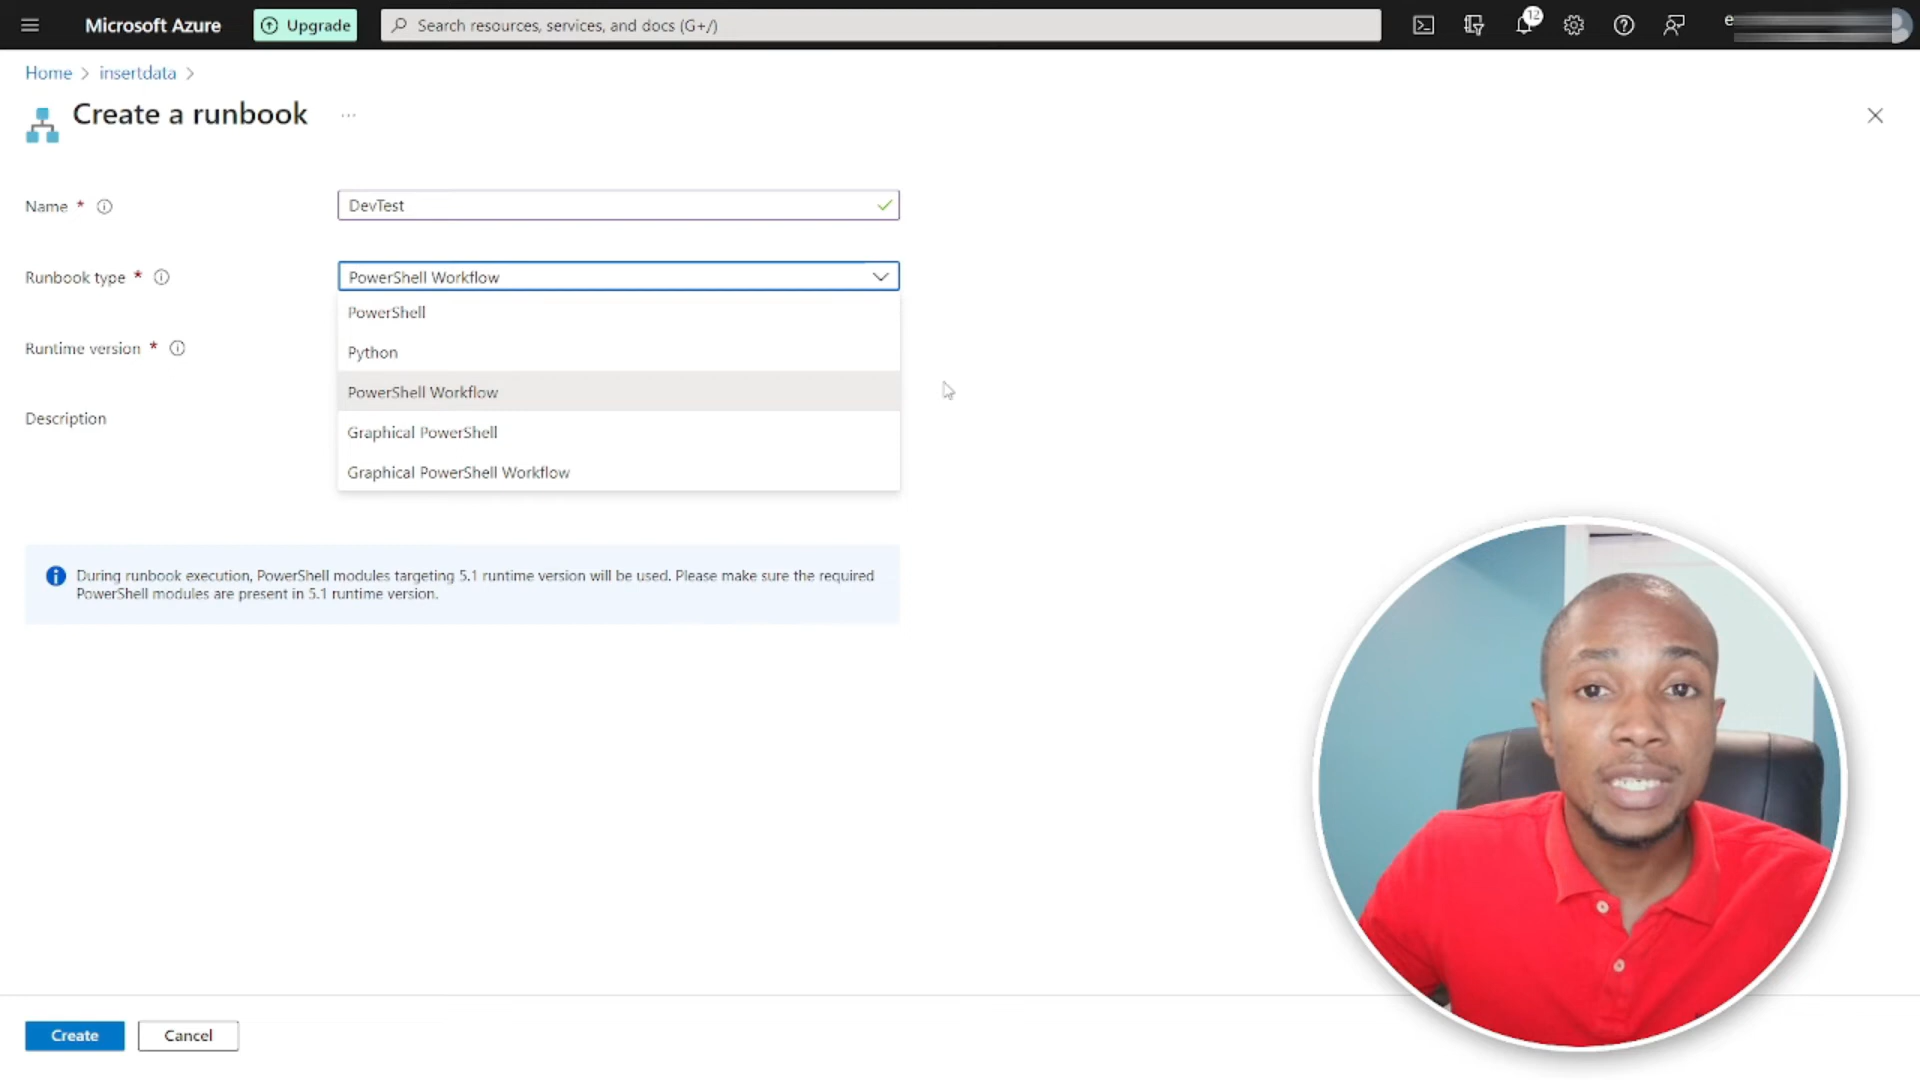 Microsoft Azure
Upgrade
Search resources, services, and docs (G+/)
12
e
Home > insertdata >
Create a runbook ...
Name *
DevTest
Runbook type *
PowerShell Workflow
PowerShell
Python
Runtime version *
PowerShell Workflow
Description
Graphical PowerShell
Graphical PowerShell Workflow
During runbook execution, PowerShell modules targeting 5.1 runtime version will be used. Please make sure the required
PowerShell modules are present in 5.1 runtime version.
Create
Cancel